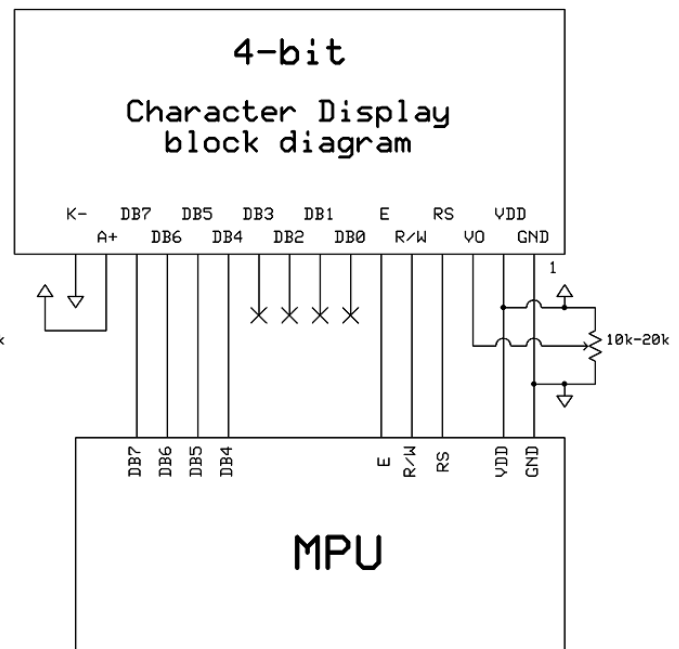 4-bit
Character Display
block diagram
K- DB7 DB5 DB3 DB1 E RS VDD
A+ DB6 DB4 DB2 DB0 R/W VO GND
1
k
10k-20k
DB7 DB6 DB5 DB4 E R/W RS VDD GND
MPU